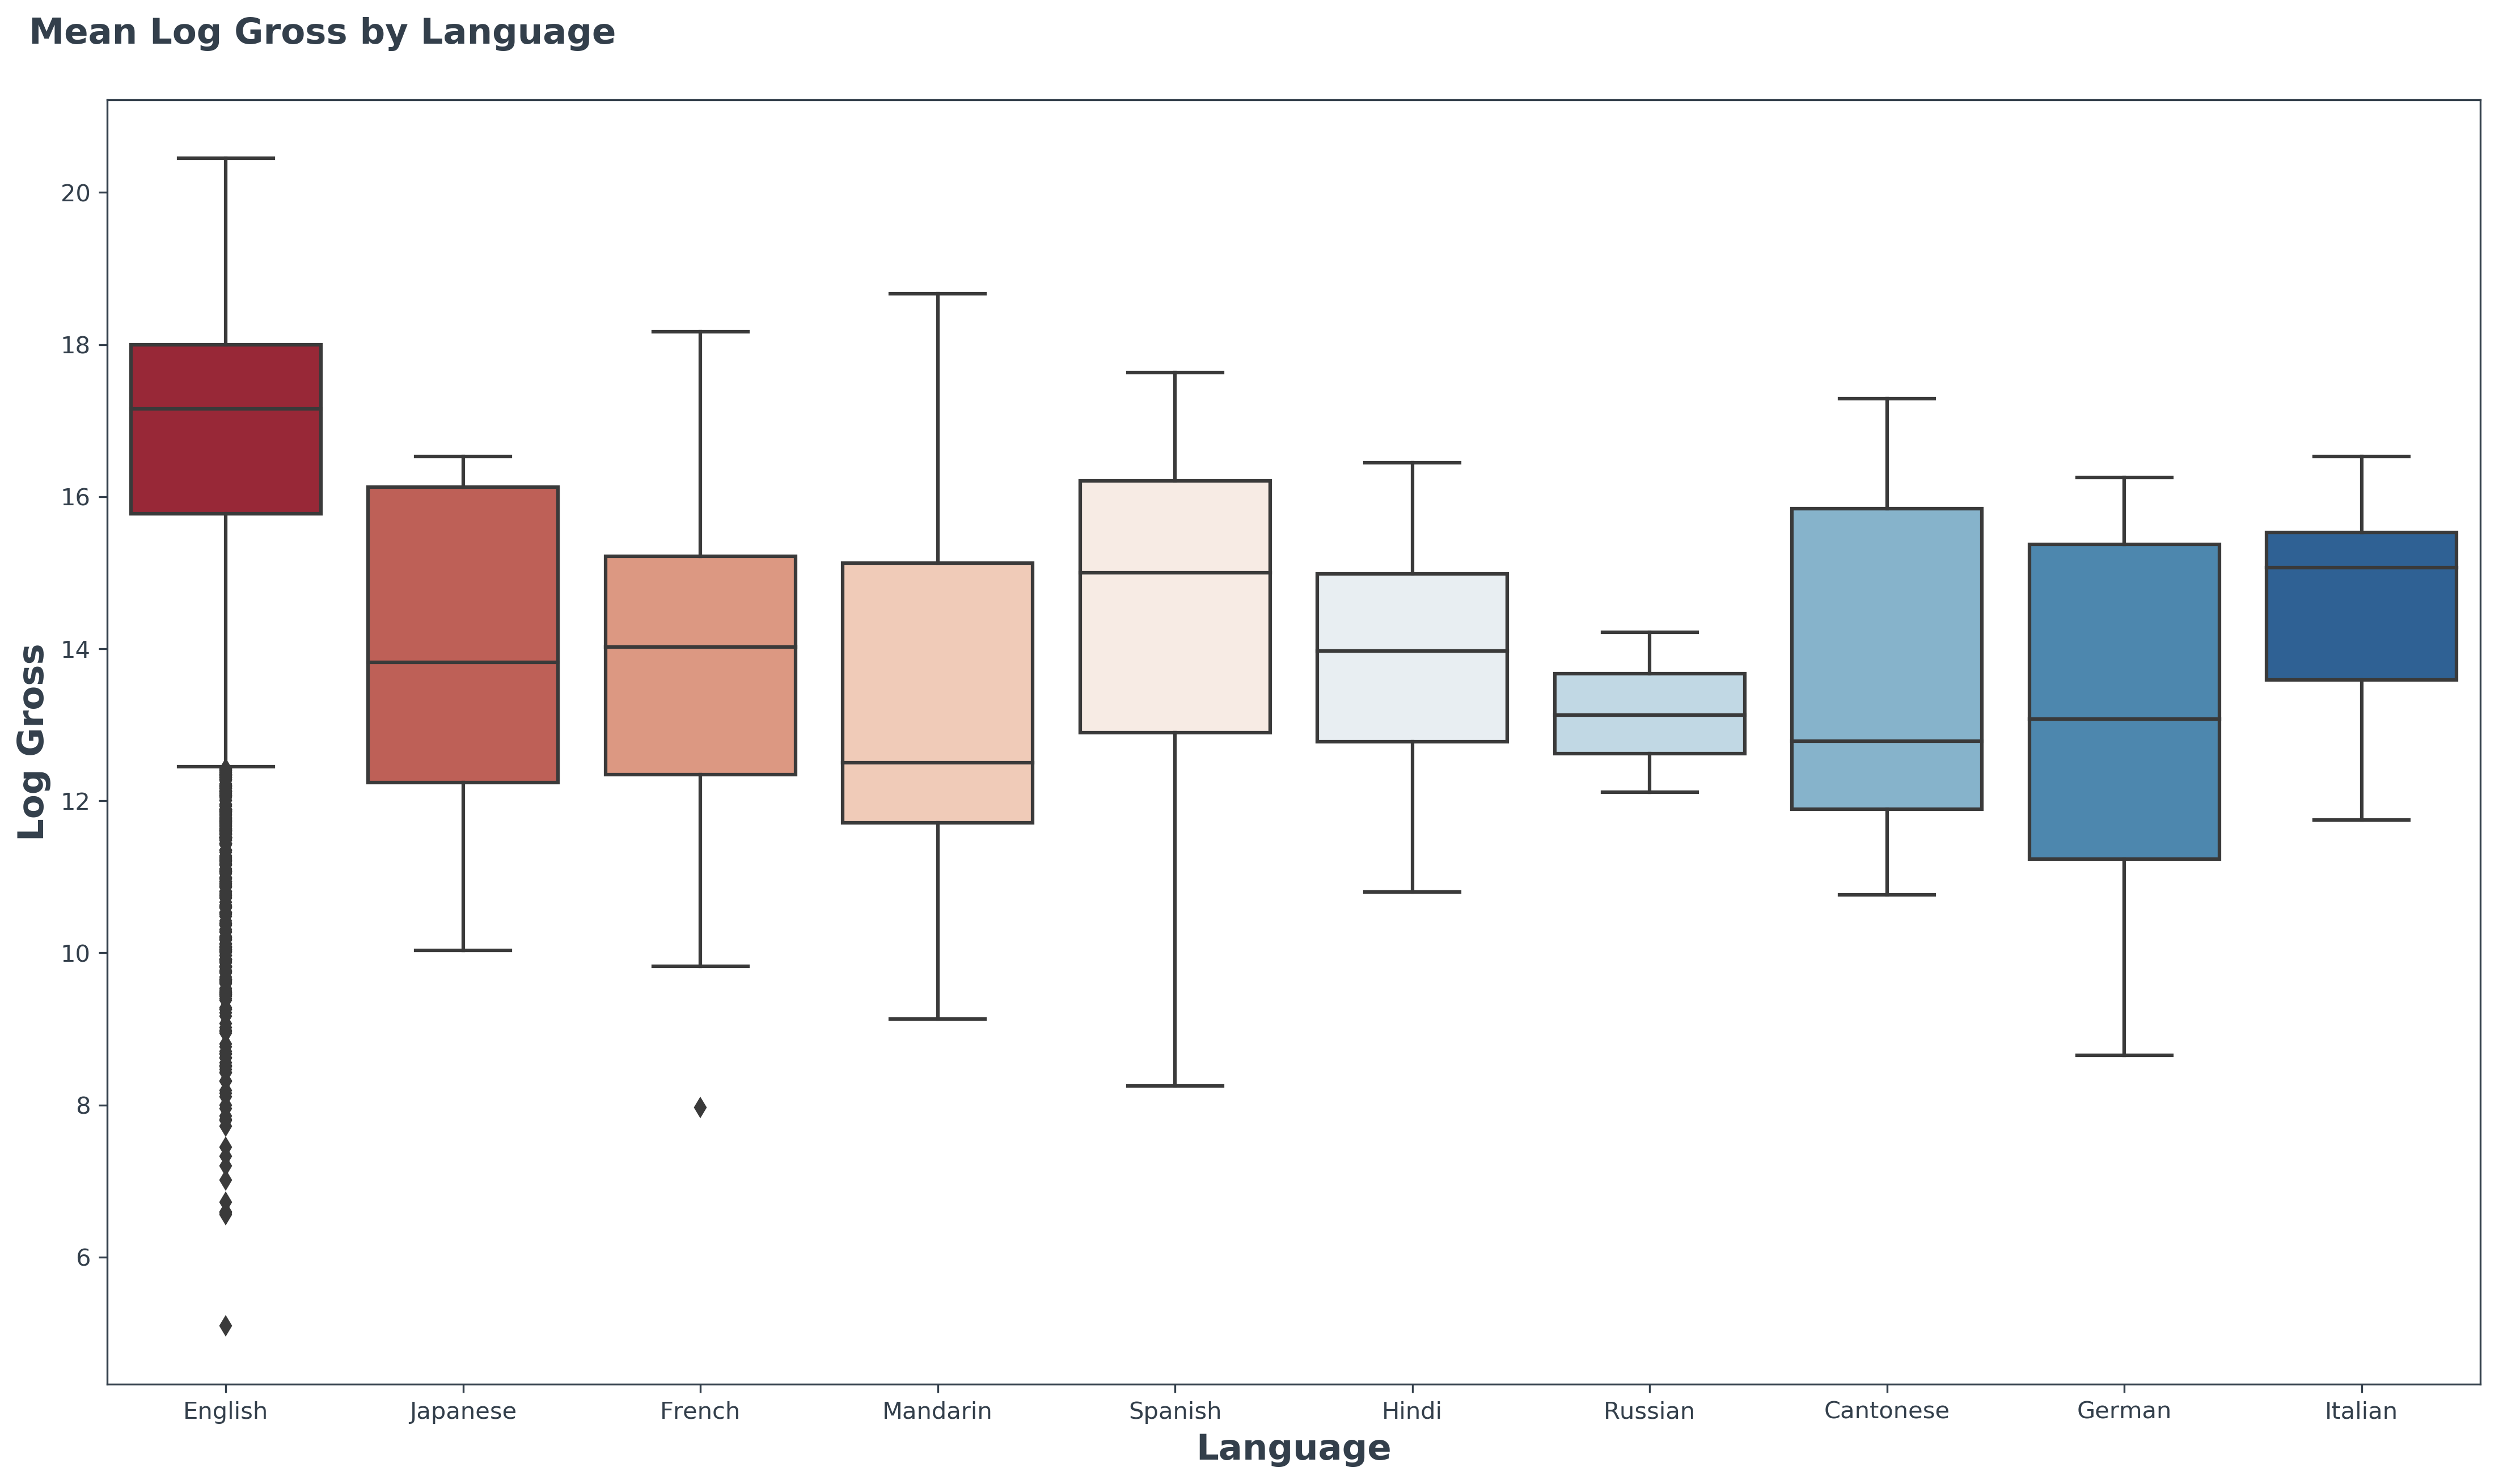 Mean Log Gross by Language
Log Gross
20
18
16
14
12
10
8
6
English Japanese French Mandarin Spanish Hindi Russian Cantonese German Italian
Language